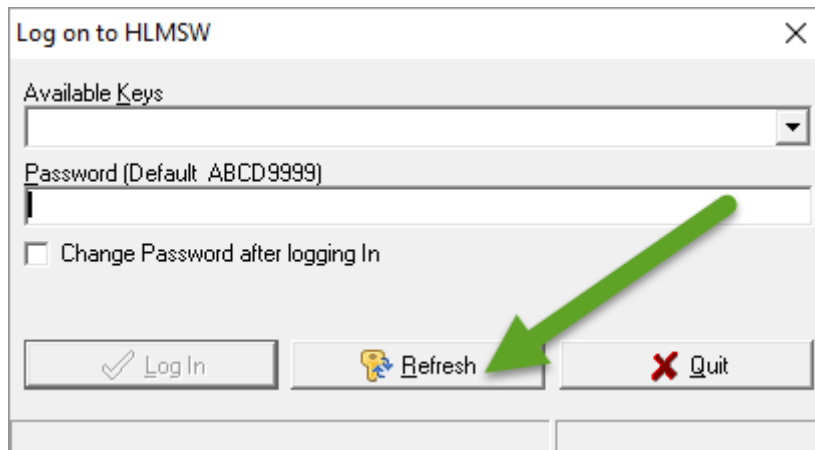 Log on to HLMSW
Available Keys
Password (Default ABCD9999)
Change Password after logging In
Log In Refresh Quit